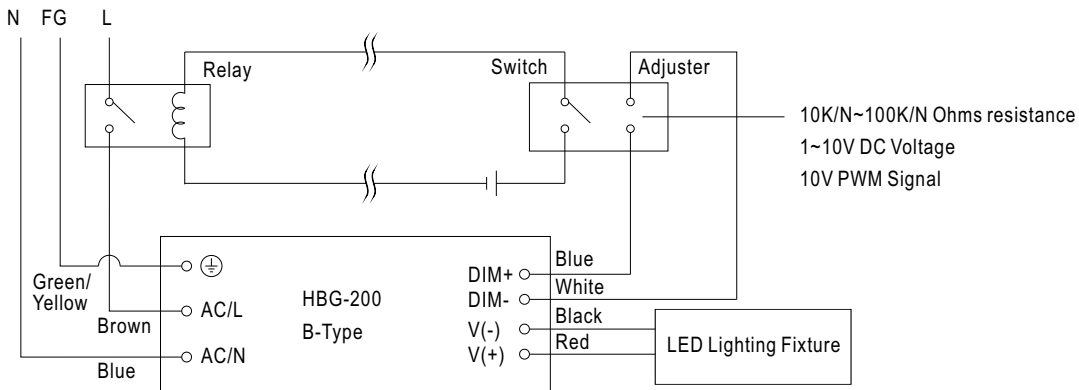 N FG L
Relay
Switch
Adjuster
10K/N~100K/N Ohms resistance
1~10V DC Voltage
10V PWM Signal
Green/
Yellow
Brown
Blue
AC/L
AC/N
HBG-200
B-Type
DIM+
DIM-
V(-)
V(+)
Blue
White
Black
Red
LED Lighting Fixture